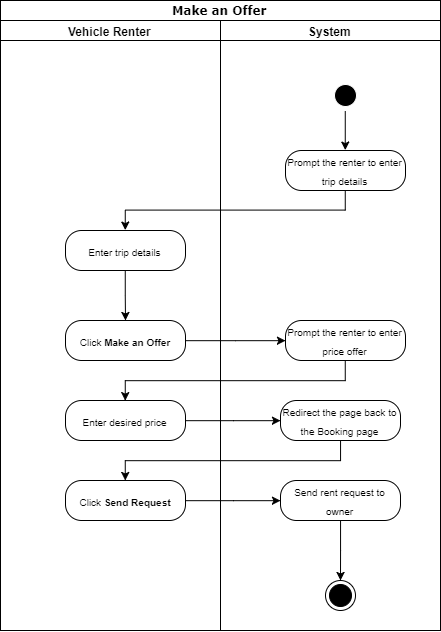 Make an Offer
Vehicle Renter
System
Prompt the renter to enter
trip details
Enter trip details
Click Make an Offer
Prompt the renter to enter
price offer
Enter desired price
Redirect the page back to
the Booking page
Click Send Request
Send rent request to
owner